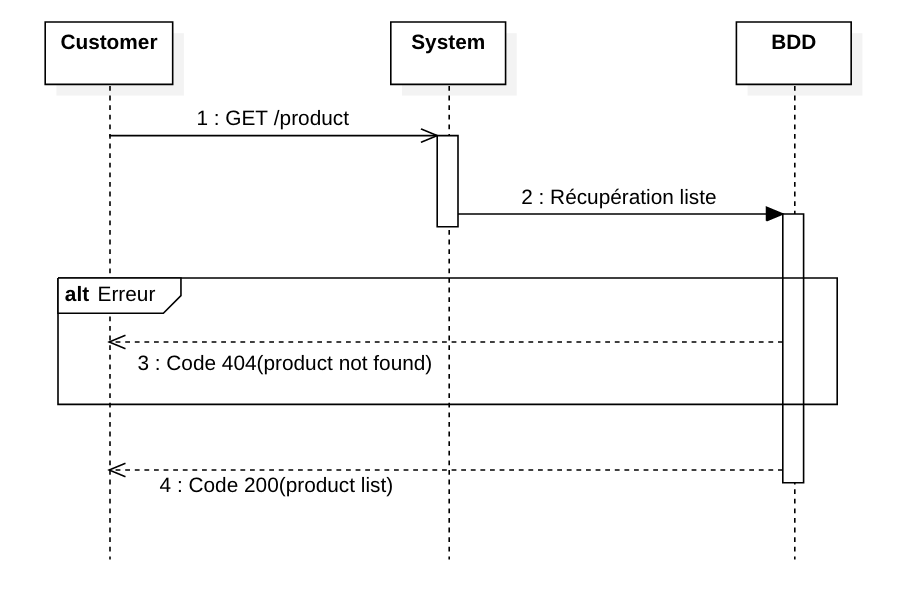 Customer
System
BDD
1 : GET /product
2 : Récupération liste
alt Erreur
3 : Code 404(product not found)
4 : Code 200(product list)